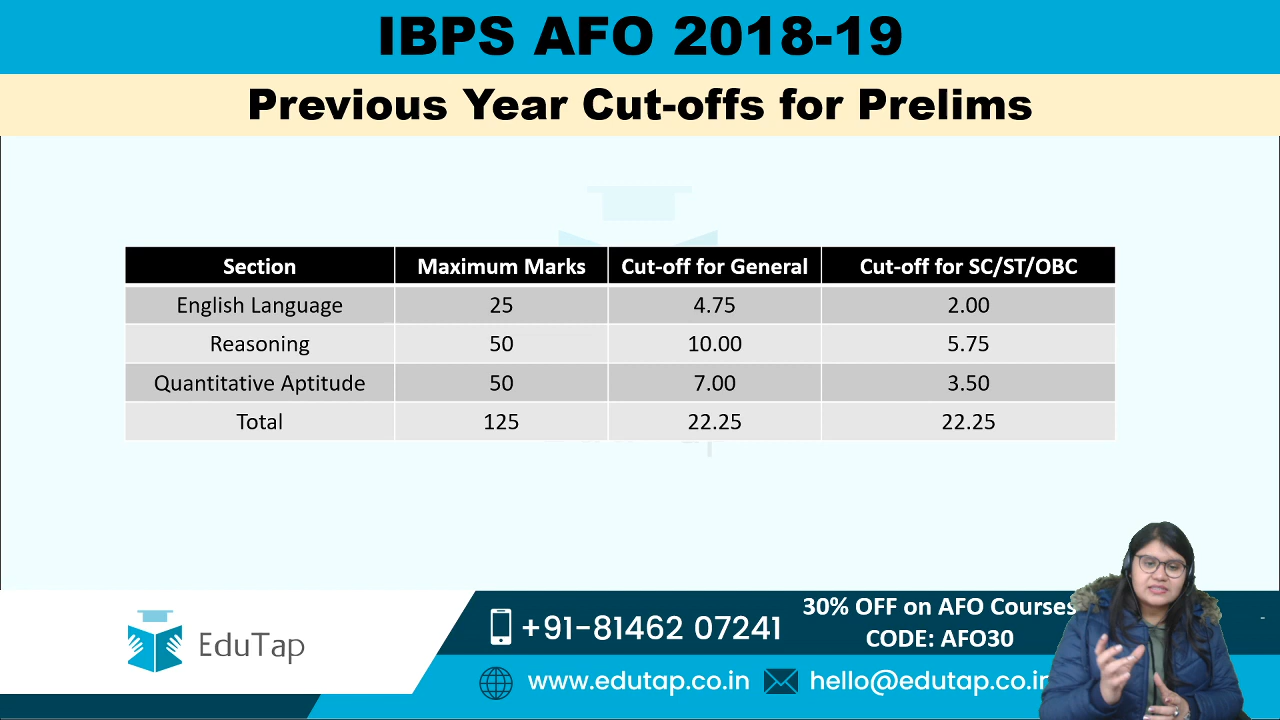 IBPS AFO 2018-19
Previous Year Cut-offs for Prelims
Section Maximum Marks Cut-off for General Cut-off for SC/ST/OBC
English Language 25 4.75 2.00
Reasoning 50 10.00 5.75
Quantitative Aptitude 50 7.00 3.50
Total 125 22.25 22.25
EduTap
+91-81462 07241
30% OFF on AFO Courses
CODE: AFO30
www.edutap.co.in
hello@edutap.co.in